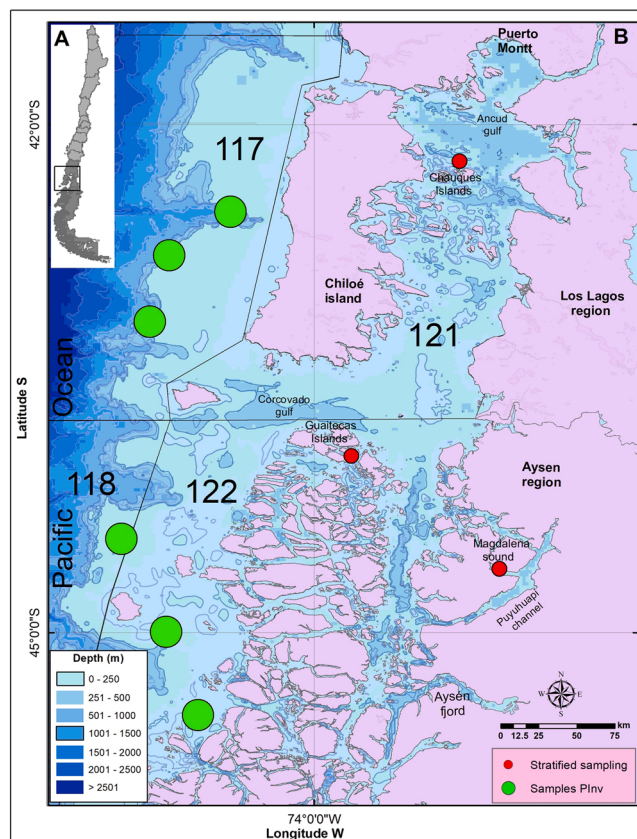 A
B
Puerto
Montt
42°0'0"S
Ancud
gulf
117
Chauques
Islands
Chiloé
island
Los Lagos
region
121
Latitude S
Pacific Ocean
Corcovado
gulf
Guaitecas
Islands
118
122
Aysen
region
Magdalena
sound
Puyuhuapi
channel
45°0'0"S
Aysén
fjord
Depth (m)
0 - 250
251 - 500
501 - 1000
1001 - 1500
1501 - 2000
2001 - 2500
> 2501
N
W E
S
km
0 12.5 25 50 75
Stratified sampling
Samples PInv
74°0'0"W
Longitude W